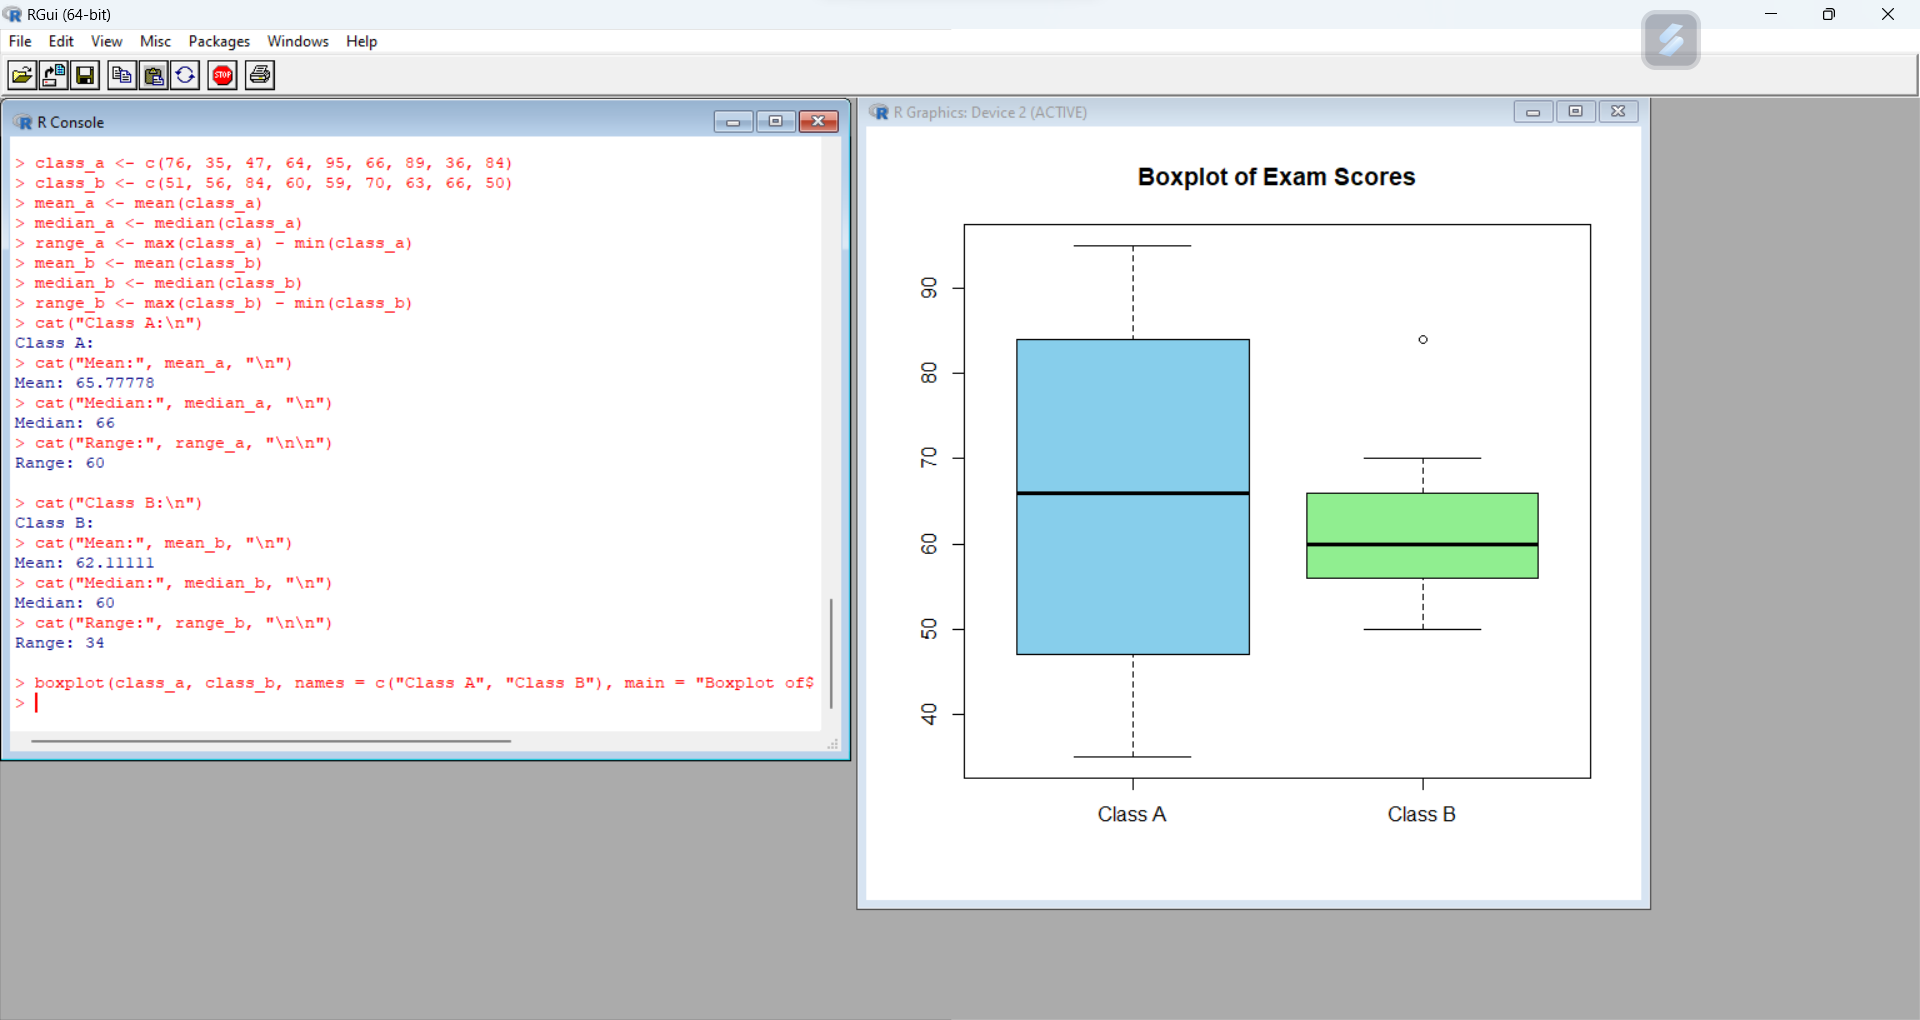 RGui (64-bit)
File Edit View Misc Packages Windows Help
STOP
R Console
> class_a <- c(76, 35, 47, 64, 95, 66, 89, 36, 84)
> class_b <- c(51, 56, 84, 60, 59, 70, 63, 66, 50)
> mean_a <- mean(class_a)
> median_a <- median(class_a)
> range_a <- max(class_a) - min(class_a)
> mean_b <- mean(class_b)
> median_b <- median(class_b)
> range_b <- max(class_b) - min(class_b)
> cat("Class A:\n")
Class A:
> cat("Mean:", mean_a, "\n")
Mean: 65.77778
> cat("Median:", median_a, "\n")
Median: 66
> cat("Range:", range_a, "\n\n")
Range: 60
> cat("Class B:\n")
Class B:
> cat("Mean:", mean_b, "\n")
Mean: 62.11111
> cat("Median:", median_b, "\n")
Median: 60
> cat("Range:", range_b, "\n\n")
Range: 34
> boxplot(class_a, class_b, names = c("Class A", "Class B"), main = "Boxplot of$
>
R Graphics: Device 2 (ACTIVE)
Boxplot of Exam Scores
90
80
70
60
50
40
Class A Class B